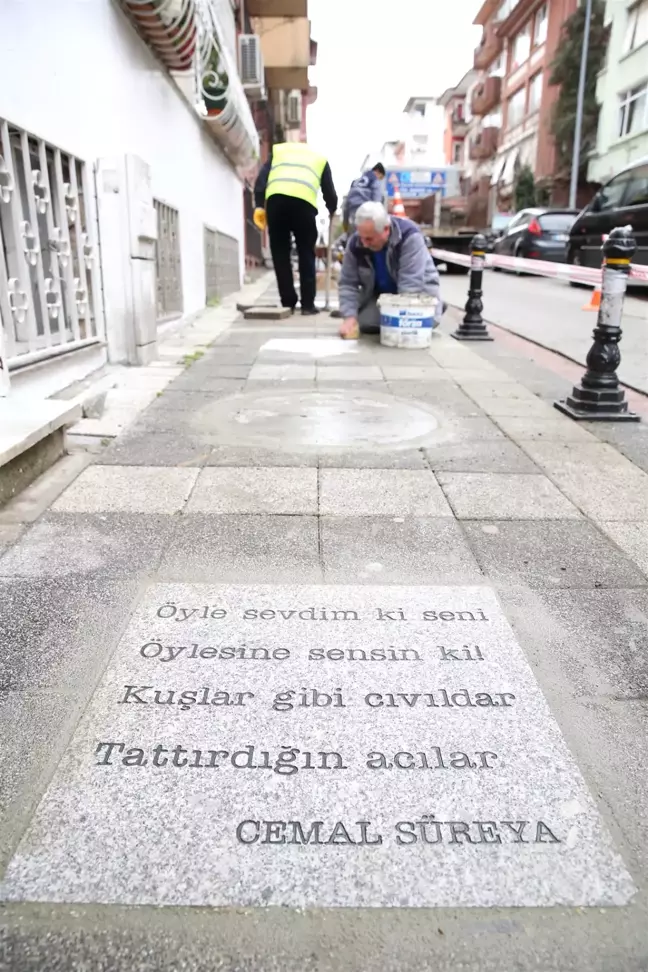 Öyle sevdim ki seni
Öylesine sensin ki!
Kuşlar gibi cıvıldar
Tattırdığın acılar.
CEMAL SÜREYA